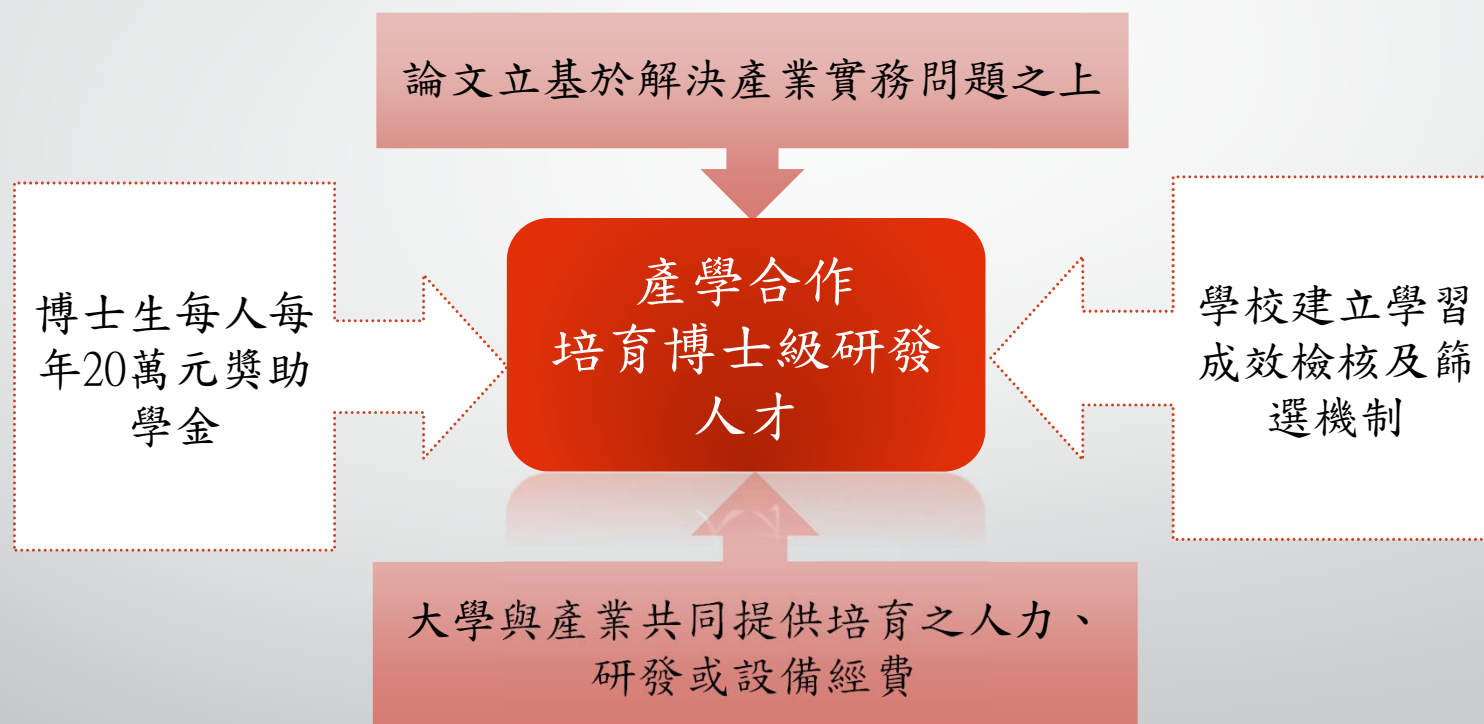 論文立基於解決產業實務問題之上
博士生每人每
年20萬元獎助
學金
產學合作
培育博士級研發
人才
學校建立學習
成效檢核及篩
選機制
大學與產業共同提供培育之人力、
研發或設備經費